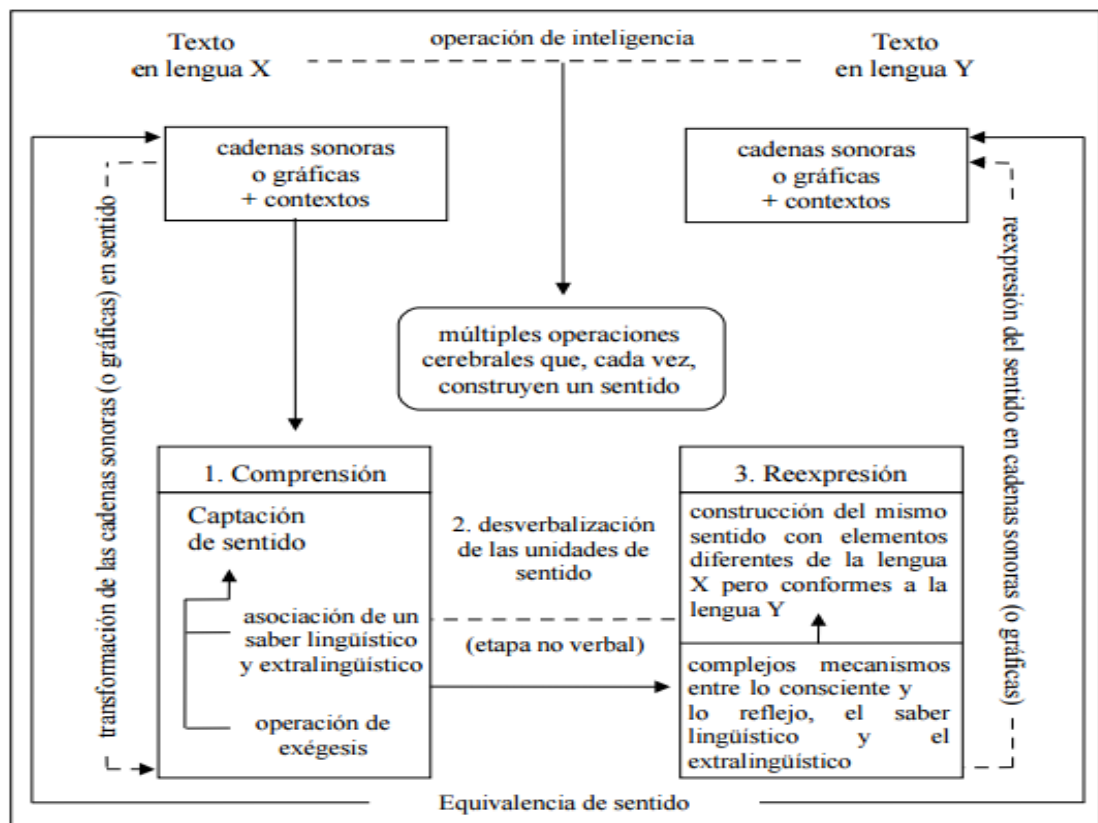 Texto
en lengua X
operación de inteligencia
Texto
en lengua Y
cadenas sonoras
o gráficas
+ contextos
cadenas sonoras
o gráficas
+ contextos
transformación de las cadenas sonoras (o gráficas) en sentido
reexpresión del sentido en cadenas sonoras (o gráficas)
múltiples operaciones
cerebrales que, cada vez,
construyen un sentido
1. Comprensión
Captación
de sentido
asociación de un
saber lingüístico
y extralingüístico
operación de
exégesis
2. desverbalización
de las unidades de
sentido
(etapa no verbal)
3. Reexpresión
construcción del mismo
sentido con elementos
diferentes de la lengua
X pero conformes a la
lengua Y
complejos mecanismos
entre lo consciente y
lo reflejo, el saber
lingüístico y el
extralingüístico
Equivalencia de sentido